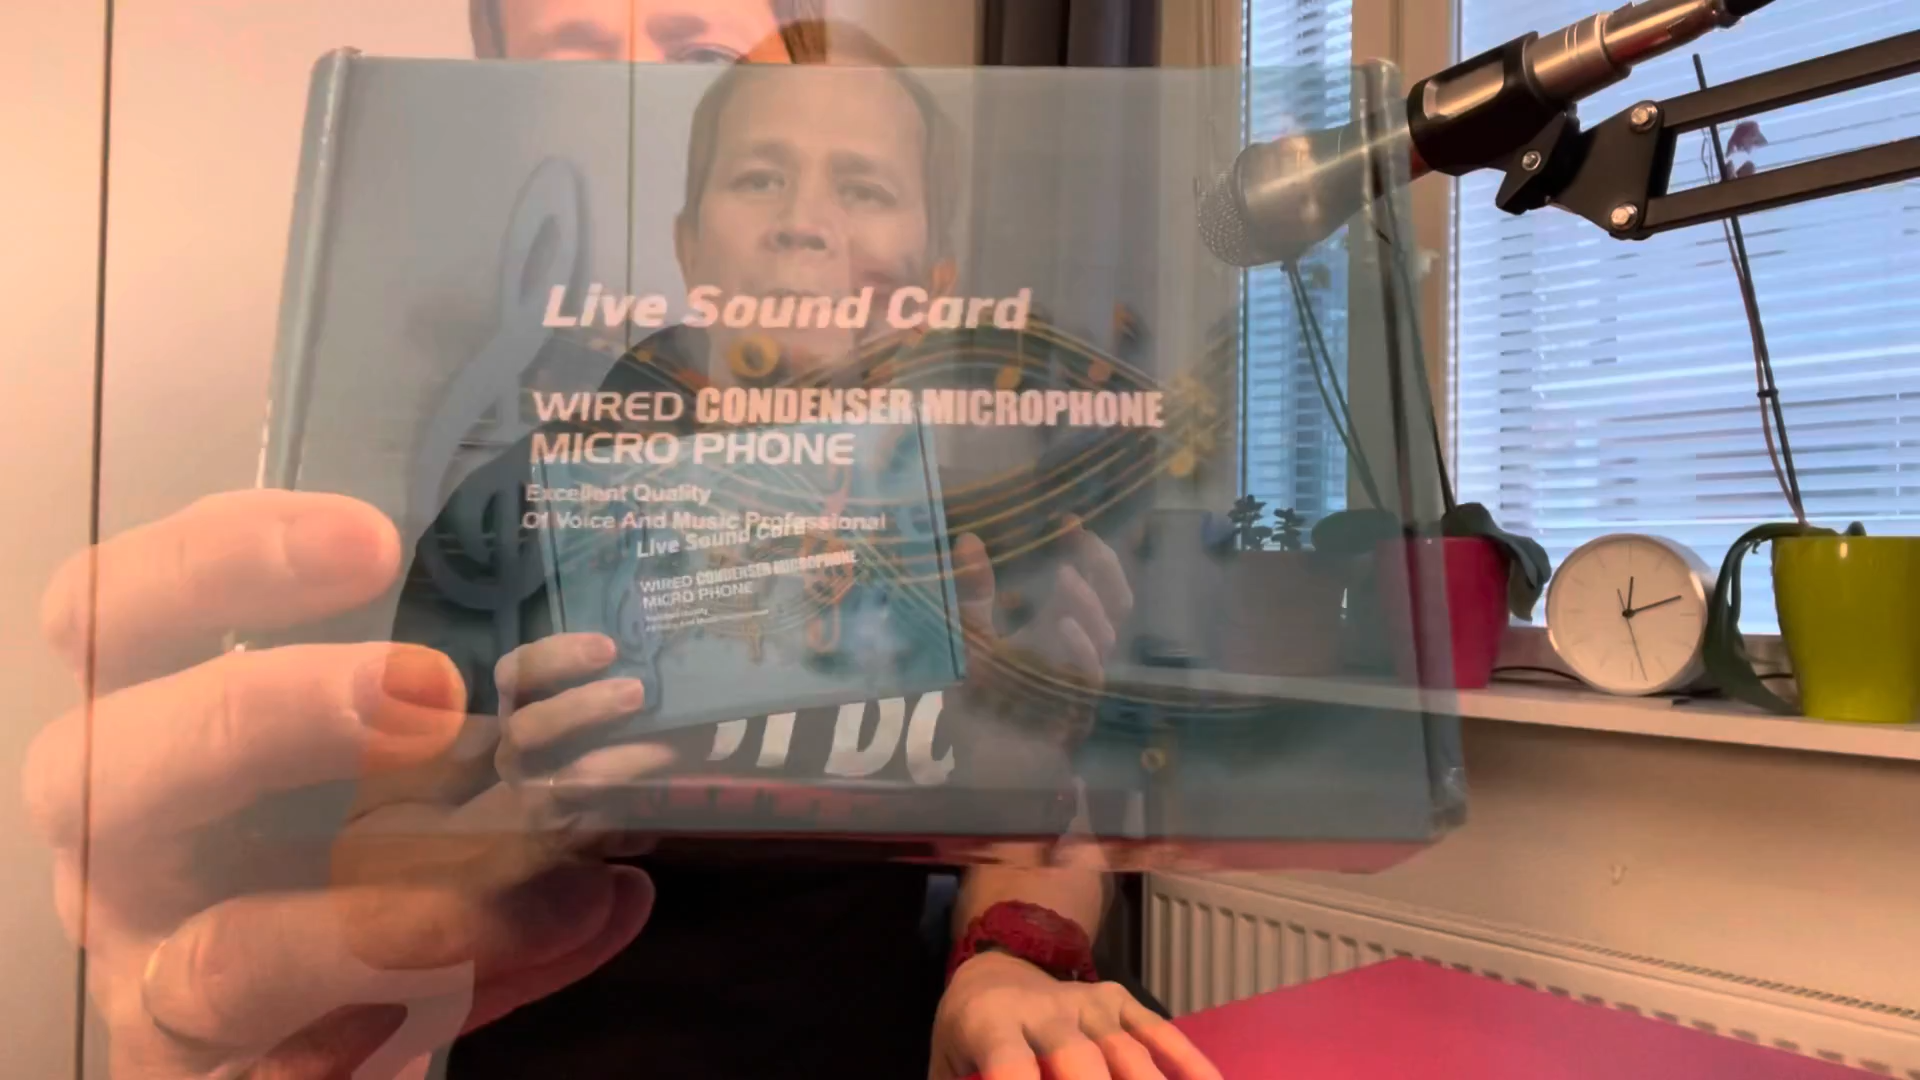 Live Sound Card
WIRED CONDENSER MICROPHONE
MICRO PHONE
Excellent Quality
Of Voice And Music Professional
Live Sound Card
WIRED CONDENSER MICROPHONE
MICRO PHONE